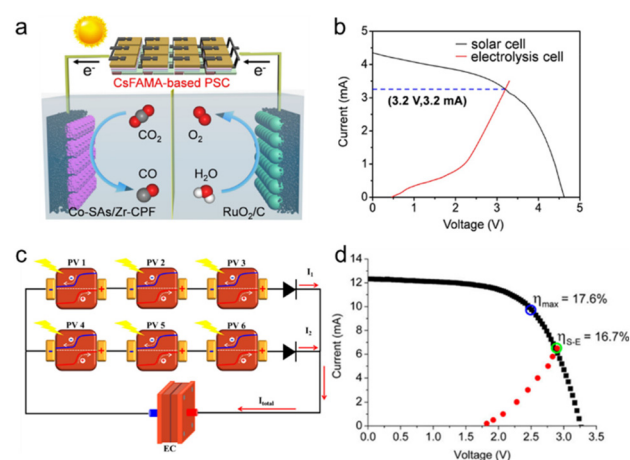 a
e-
e-
CsFAMA-based PSC
CO2
O2
CO
H2O
Co-SAs/Zr-CPF
RuO2/C
b
solar cell
electrolysis cell
(3.2 V,3.2 mA)
Current (mA)
5
4
3
2
1
0
0 1 2 3 4 5
Voltage (V)
c
PV 1 PV 2 PV 3
I1
PV 4 PV 5 PV 6
I2
Itotal
EC
d
ηmax = 17.6%
ηS-E = 16.7%
Current (mA)
14
12
10
8
6
4
2
0
0.0 0.5 1.0 1.5 2.0 2.5 3.0 3.5
Voltage (V)